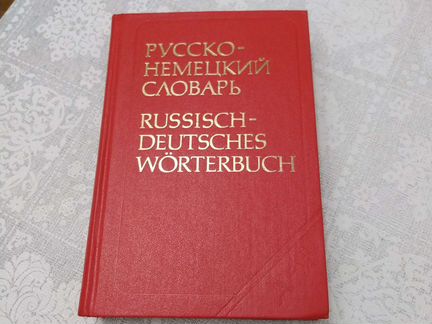 РУССКО-
НЕМЕЦКИЙ
СЛОВАРЬ
RUSSISCH-
DEUTSCHES
WÖRTERBUCH